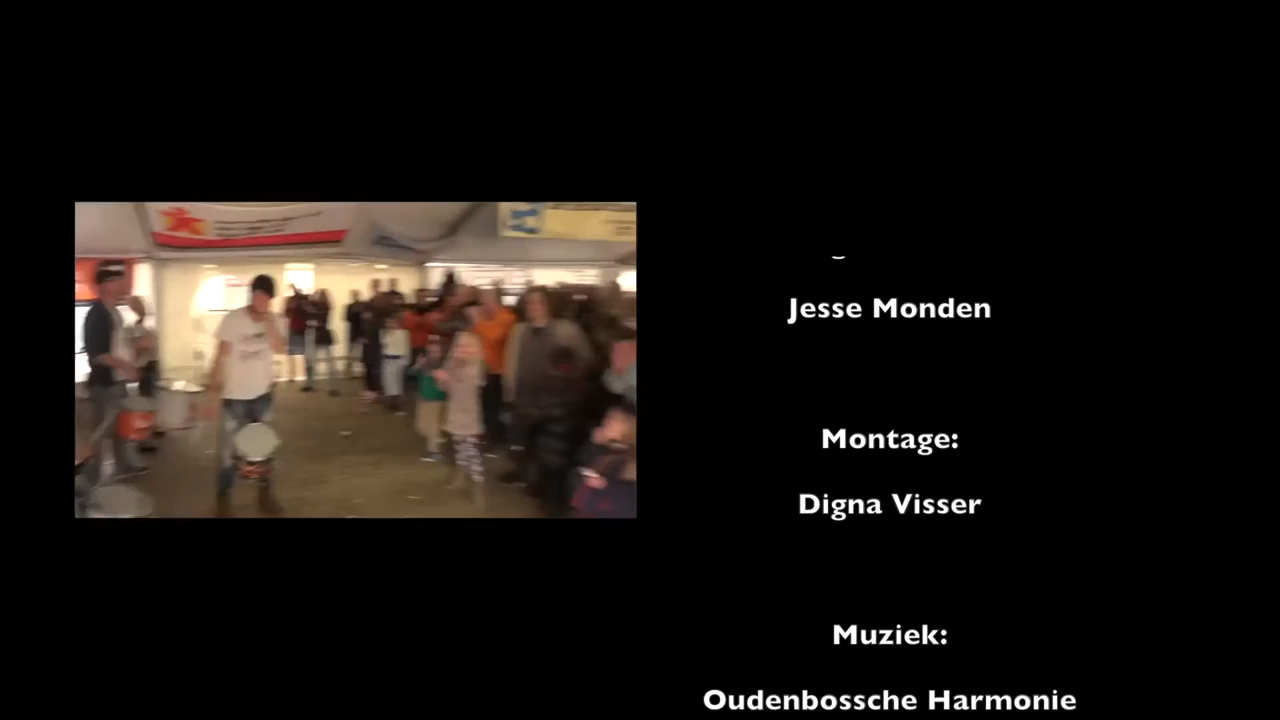 Jesse Monden
Montage:
Digna Visser
Muziek:
Oudenbossche Harmonie